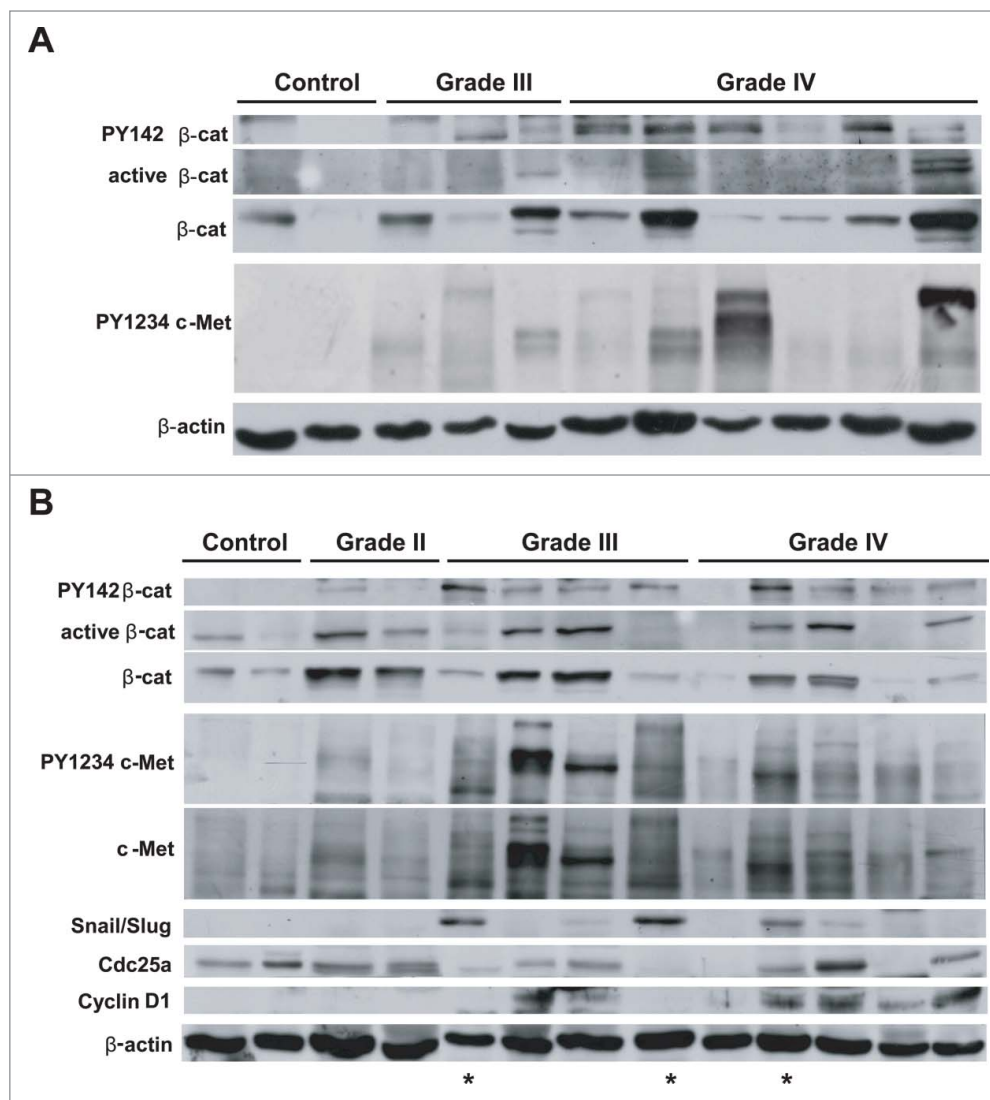 A
Control Grade III Grade IV
PY142 β-cat
active β-cat
β-cat
PY1234 c-Met
β-actin
B
Control Grade II Grade III Grade IV
PY142 β-cat
active β-cat
β-cat
PY1234 c-Met
c-Met
Snail/Slug
Cdc25a
Cyclin D1
β-actin
* * *